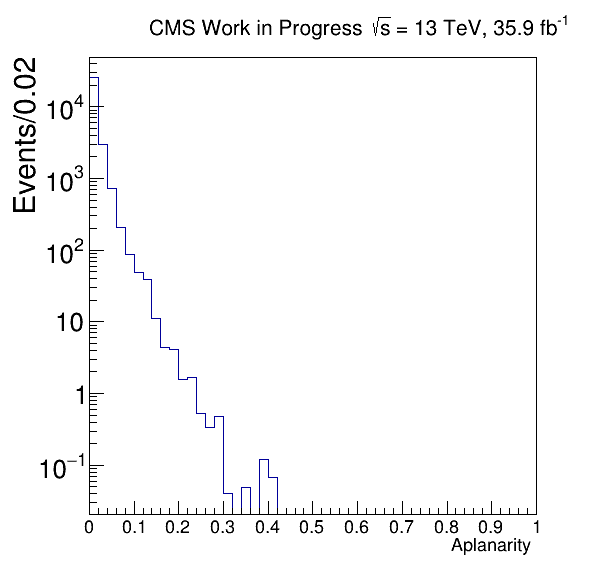 CMS Work in Progress √s = 13 TeV, 35.9 fb⁻¹
Events/0.02
10⁴
10³
10²
10
1
10⁻¹
0 0.1 0.2 0.3 0.4 0.5 0.6 0.7 0.8 0.9 1
Aplanarity